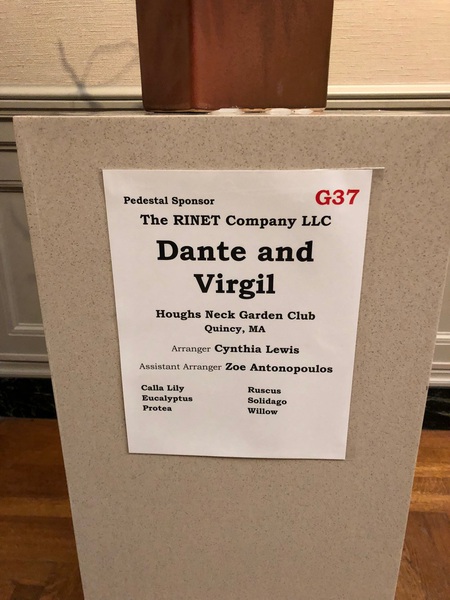 Pedestal Sponsor G37
The RINET Company LLC
Dante and
Virgil
Houghs Neck Garden Club
Quincy, MA
Arranger Cynthia Lewis
Assistant Arranger Zoe Antonopoulos
Calla Lily Ruscus
Eucalyptus Solidago
Protea Willow